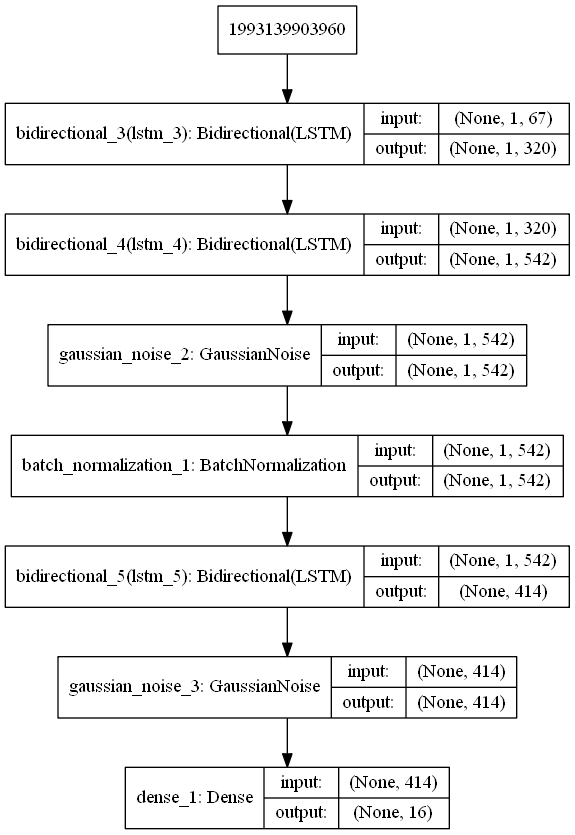 1993139903960
bidirectional_3(lstm_3): Bidirectional(LSTM) input: (None, 1, 67)
output: (None, 1, 320)
bidirectional_4(lstm_4): Bidirectional(LSTM) input: (None, 1, 320)
output: (None, 1, 542)
gaussian_noise_2: GaussianNoise input: (None, 1, 542)
output: (None, 1, 542)
batch_normalization_1: BatchNormalization input: (None, 1, 542)
output: (None, 1, 542)
bidirectional_5(lstm_5): Bidirectional(LSTM) input: (None, 1, 542)
output: (None, 414)
gaussian_noise_3: GaussianNoise input: (None, 414)
output: (None, 414)
dense_1: Dense input: (None, 414)
output: (None, 16)